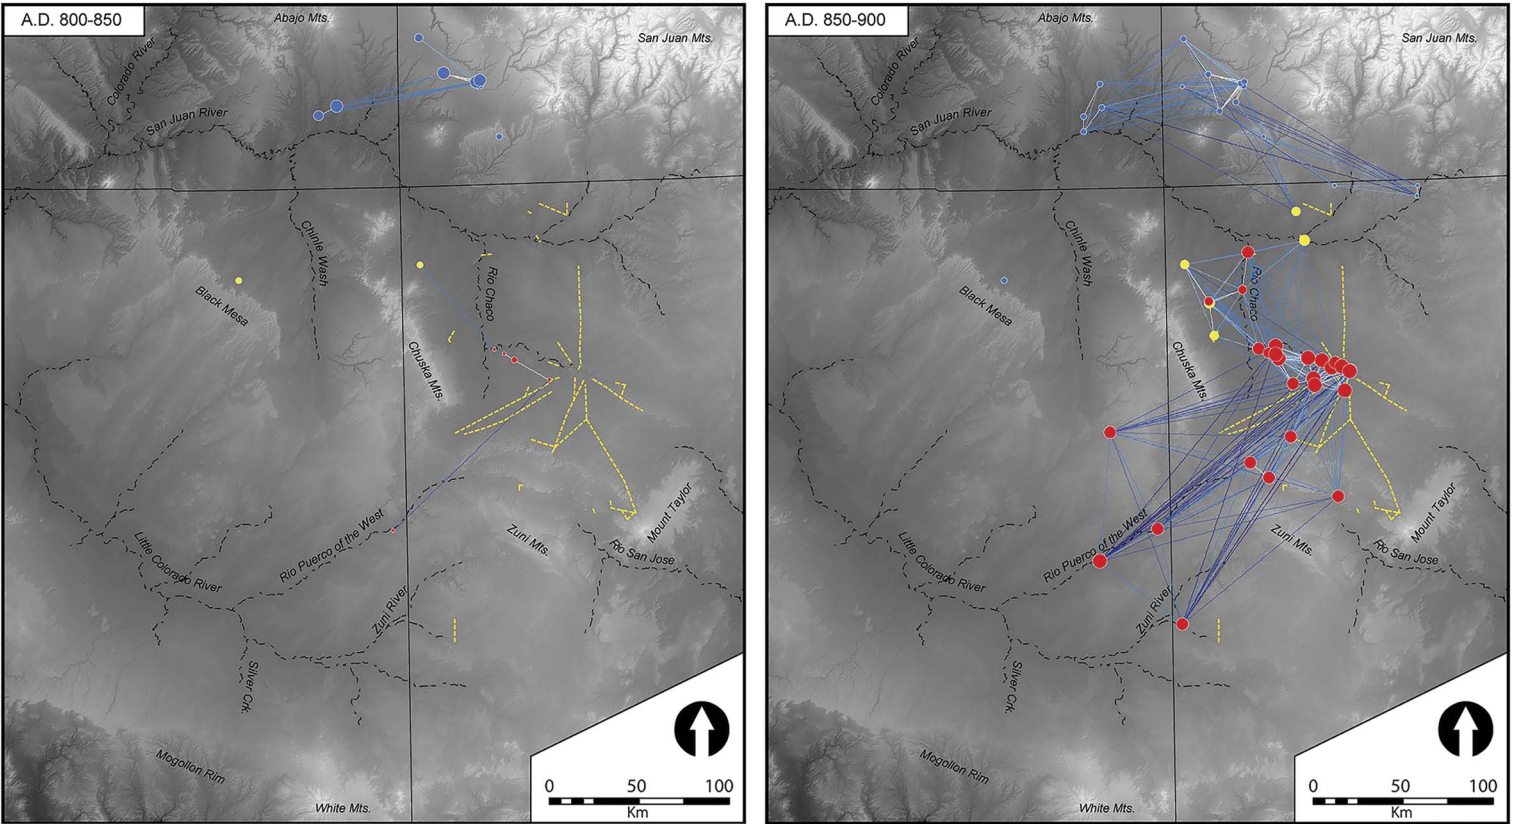 A.D. 800-850
Abajo Mts.
San Juan Mts.
Colorado River
San Juan River
Chinle Wash
Rio Chaco
Black Mesa
Chuska Mts.
Mount Taylor
Rio Puerco of the West
Zuni Mts.
Rio San Jose
Little Colorado River
Zuni River
Silver Crk.
Mogollon Rim
White Mts.
0 50 100
Km
A.D. 850-900
Abajo Mts.
San Juan Mts.
Colorado River
San Juan River
Chinle Wash
Rio Chaco
Black Mesa
Chuska Mts.
Mount Taylor
Rio Puerco of the West
Zuni Mts.
Rio San Jose
Little Colorado River
Zuni River
Silver Crk.
Mogollon Rim
White Mts.
0 50 100
Km